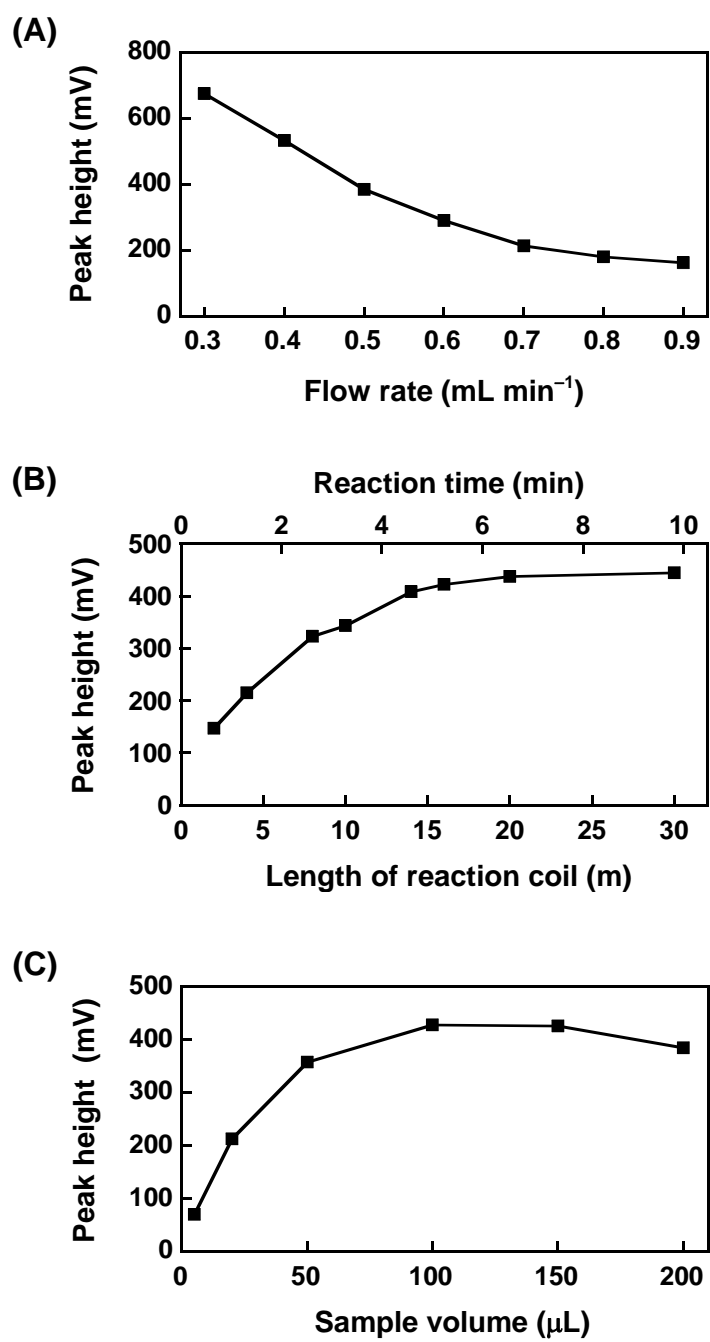 (A)
Peak height (mV)
800
600
400
200
0
0.3 0.4 0.5 0.6 0.7 0.8 0.9
Flow rate (mL min⁻¹)
(B)
Reaction time (min)
0 2 4 6 8 10
Peak height (mV)
500
400
300
200
100
0
0 5 10 15 20 25 30
Length of reaction coil (m)
(C)
Peak height (mV)
500
400
300
200
100
0
0 50 100 150 200
Sample volume (μL)